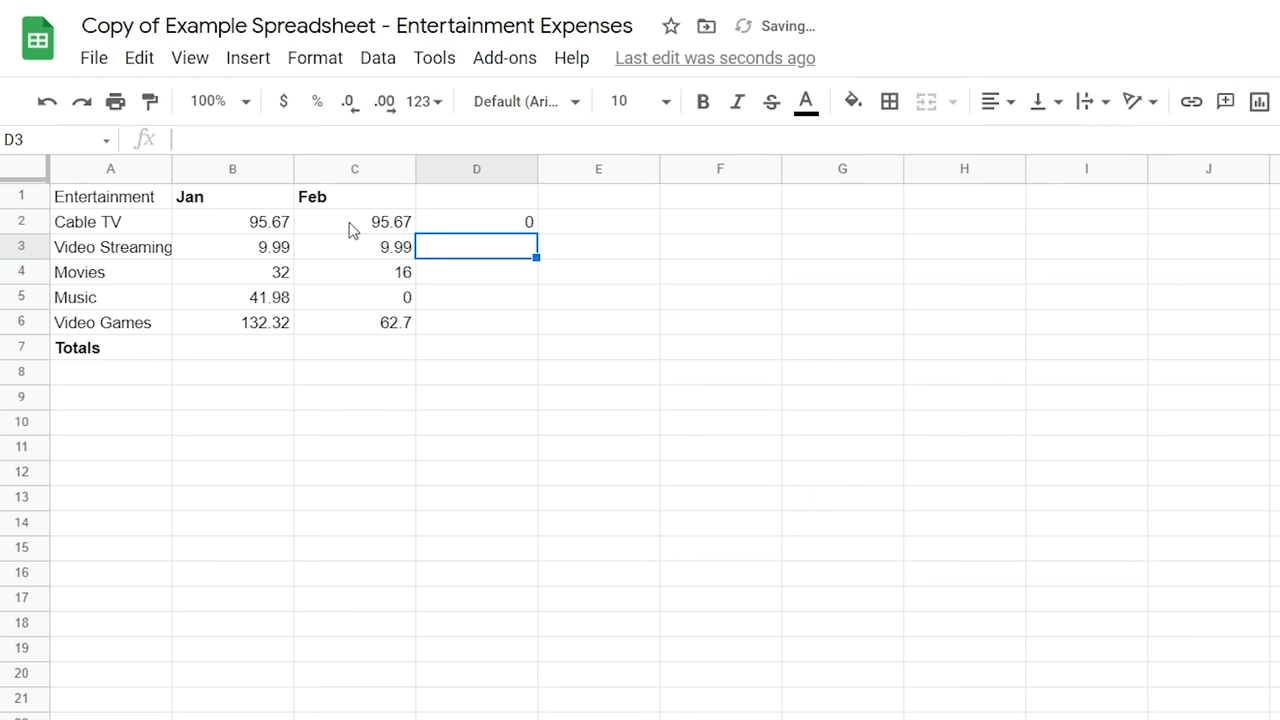 Copy of Example Spreadsheet - Entertainment Expenses Saving...
File Edit View Insert Format Data Tools Add-ons Help Last edit was seconds ago
100% $ % .0 .00 123 Default (Ari... 10 B I S A
D3 fx
A B C D E F G H I J
1 Entertainment Jan Feb
2 Cable TV 95.67 95.67 0
3 Video Streaming 9.99 9.99
4 Movies 32 16
5 Music 41.98 0
6 Video Games 132.32 62.7
7 Totals
8
9
10
11
12
13
14
15
16
17
18
19
20
21